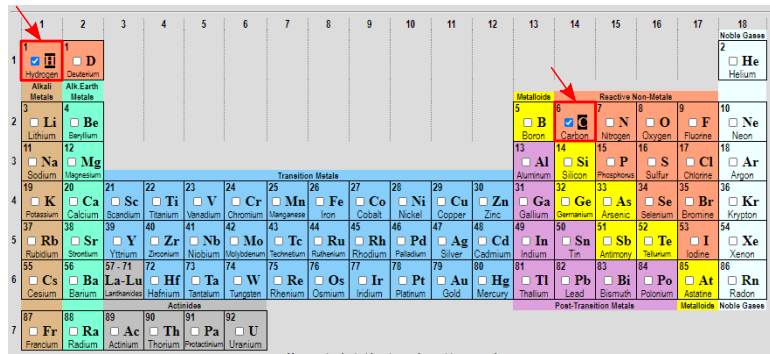 1 2 3 4 5 6 7 8 9 10 11 12 13 14 15 16 17 18
Noble Gases
1 1 2
1 H D He
Hydrogen Deuterium Helium
Alkali Metals Alk.Earth Metals Metalloids Reactive Non-Metals
3 4 5 6 7 8 9 10
2 Li Be B C N O F Ne
Lithium Beryllium Boron Carbon Nitrogen Oxygen Fluorine Neon
11 12 13 14 15 16 17 18
3 Na Mg Al Si P S Cl Ar
Sodium Magnesium Transition Metals Aluminum Silicon Phosphorus Sulfur Chlorine Argon
19 20 21 22 23 24 25 26 27 28 29 30 31 32 33 34 35 36
4 K Ca Sc Ti V Cr Mn Fe Co Ni Cu Zn Ga Ge As Se Br Kr
Potassium Calcium Scandium Titanium Vanadium Chromium Manganese Iron Cobalt Nickel Copper Zinc Gallium Germanium Arsenic Selenium Bromine Krypton
37 38 39 40 41 42 43 44 45 46 47 48 49 50 51 52 53 54
5 Rb Sr Y Zr Nb Mo Tc Ru Rh Pd Ag Cd In Sn Sb Te I Xe
Rubidium Strontium Yttrium Zirconium Niobium Molybdenum Technetium Ruthenium Rhodium Palladium Silver Cadmium Indium Tin Antimony Tellurium Iodine Xenon
55 56 57 - 71 72 73 74 75 76 77 78 79 80 81 82 83 84 85 86
6 Cs Ba La-Lu Hf Ta W Re Os Ir Pt Au Hg Tl Pb Bi Po At Rn
Cesium Barium Lanthanides Hafnium Tantalum Tungsten Rhenium Osmium Iridium Platinum Gold Mercury Thallium Lead Bismuth Polonium Astatine Radon
Actinides Post-Transition Metals Metalloids Noble Gases
87 88 89 90 91 92
7 Fr Ra Ac Th Pa U
Francium Radium Actinium Thorium Protactinium Uranium